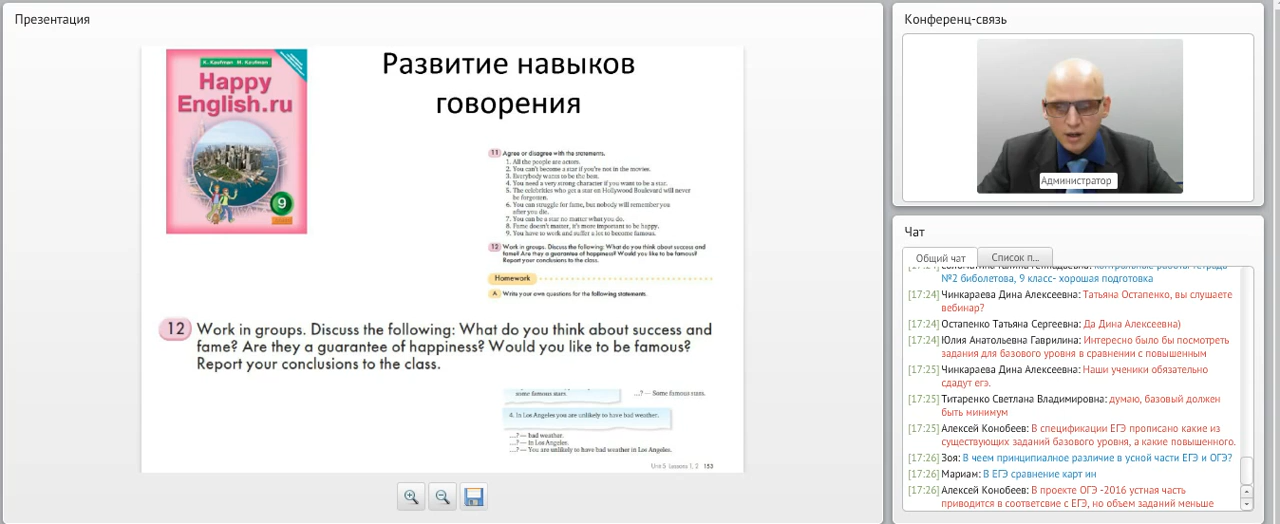 Презентация
K. Kaufman M. Kaufman
Happy
English.ru
9
Развитие навыков
говорения
11 Agree or disagree with the statements.
1. All the people are actors.
2. You can't become a star if you're not in the movies.
3. Everybody wants to be the best.
4. You need a very strong character if you want to be a star.
5. The celebrities who get a star on Hollywood Boulevard will never
be forgotten.
6. You can struggle for fame, but nobody will remember you
after you die.
7. You can be a star no matter what you do.
8. Fame doesn't matter, it's more important to be happy.
9. You have to work and suffer a lot to become famous.
12 Work in groups. Discuss the following: What do you think about success and
fame? Are they a guarantee of happiness? Would you like to be famous?
Report your conclusions to the class.
Homework
A Write your own questions for the following statements.
12 Work in groups. Discuss the following: What do you think about success and
fame? Are they a guarantee of happiness? Would you like to be famous?
Report your conclusions to the class.
some famous stars.
...? — Some famous stars.
4. In Los Angeles you are unlikely to have bad weather.
...? — bad weather.
...? — In Los Angeles.
...? — You are unlikely to have bad weather in Los Angeles.
Unit 5 Lessons 1, 2 153
Конференц-связь
Администратор
Чат
Общий чат
Список п...
№2 биболетова, 9 класс- хорошая подготовка
[17:24] Чинкараева Дина Алексеевна: Татьяна Остапенко, вы слушаете
вебинар?
[17:24] Остапенко Татьяна Сергеевна: Да Дина Алексеевна)
[17:24] Юлия Анатольевна Гаврилина: Интересно было бы посмотреть
задания для базового уровня в сравнении с повышенным
[17:25] Чинкараева Дина Алексеевна: Наши ученики обязательно
сдадут егэ.
[17:25] Титаренко Светлана Владимировна: думаю, базовый должен
быть минимум
[17:25] Алексей Конобеев: В спецификации ЕГЭ прописано какие из
существующих заданий базового уровня, а какие повышенного.
[17:26] Зоя: В чеем принципиалное различие в усной части ЕГЭ и ОГЭ?
[17:26] Мариам: В ЕГЭ сравнение карт ин
[17:26] Алексей Конобеев: В проекте ОГЭ -2016 устная часть
приводится в соответсвие с ЕГЭ, но объем заданий меньше